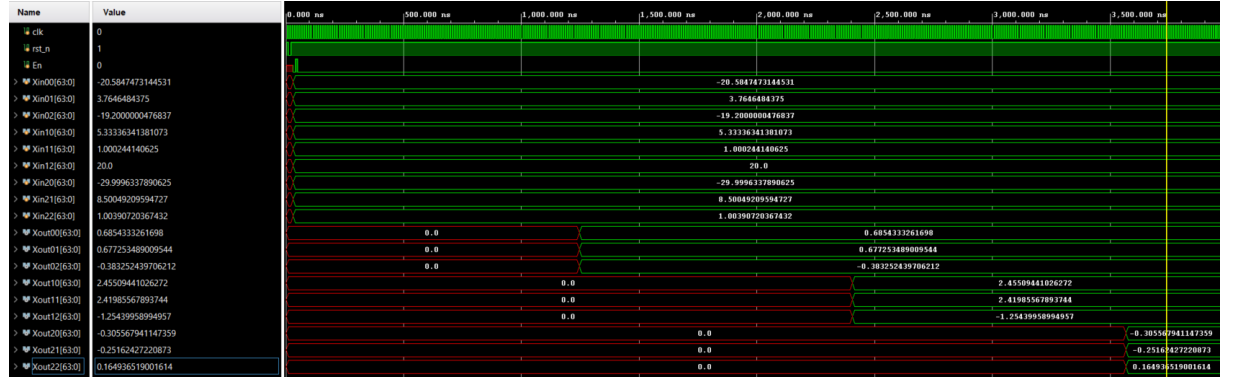 Name Value 0.000 ns 500.000 ns 1,000.000 ns 1,500.000 ns 2,000.000 ns 2,500.000 ns 3,000.000 ns 3,500.000 ns
clk 0
rst_n 1
En 0
Xin00[63:0] -20.5847473144531 -20.5847473144531
Xin01[63:0] 3.7646484375 3.7646484375
Xin02[63:0] -19.2000000476837 -19.2000000476837
Xin10[63:0] 5.33336341381073 5.33336341381073
Xin11[63:0] 1.000244140625 1.000244140625
Xin12[63:0] 20.0 20.0
Xin20[63:0] -29.9996337890625 -29.9996337890625
Xin21[63:0] 8.50049209594727 8.50049209594727
Xin22[63:0] 1.00390720367432 1.00390720367432
Xout00[63:0] 0.6854333261698 0.0 0.6854333261698
Xout01[63:0] 0.677253489009544 0.0 0.677253489009544
Xout02[63:0] -0.383252439706212 0.0 -0.383252439706212
Xout10[63:0] 2.45509441026272 0.0 2.45509441026272
Xout11[63:0] 2.41985567893744 0.0 2.41985567893744
Xout12[63:0] -1.25439958994957 0.0 -1.25439958994957
Xout20[63:0] -0.305567941147359 0.0 -0.305567941147359
Xout21[63:0] -0.25162427220873 0.0 -0.25162427220873
Xout22[63:0] 0.164936519001614 0.0 0.164936519001614